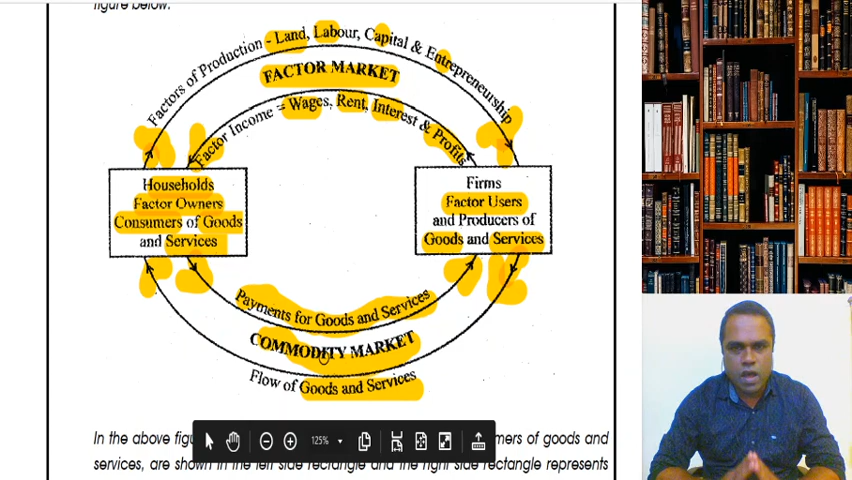 figure below.
Factors of Production - Land, Labour, Capital & Entrepreneurship
FACTOR MARKET
Factor Income = Wages, Rent, Interest & Profits
Households
Factor Owners
Consumers of Goods
and Services
Firms
Factor Users
and Producers of
Goods and Services
Payments for Goods and Services
COMMODITY MARKET
Flow of Goods and Services
In the above mers of goods and
services, are shown in the left side rectangle and the right side rectangle represents
125%